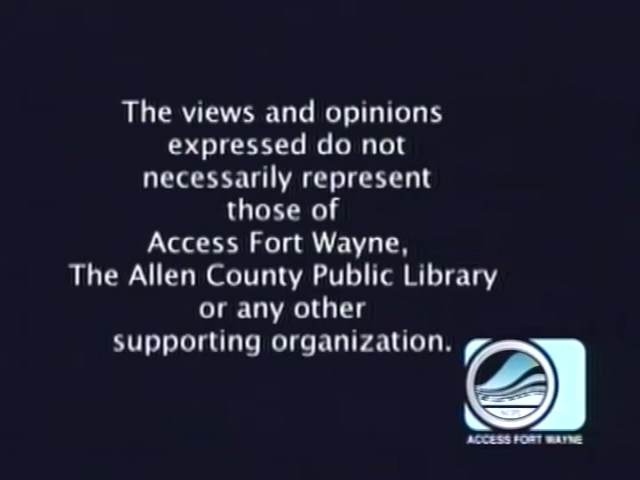 The views and opinions
expressed do not
necessarily represent
those of
Access Fort Wayne,
The Allen County Public Library
or any other
supporting organization.
ACCESS FORT WAYNE